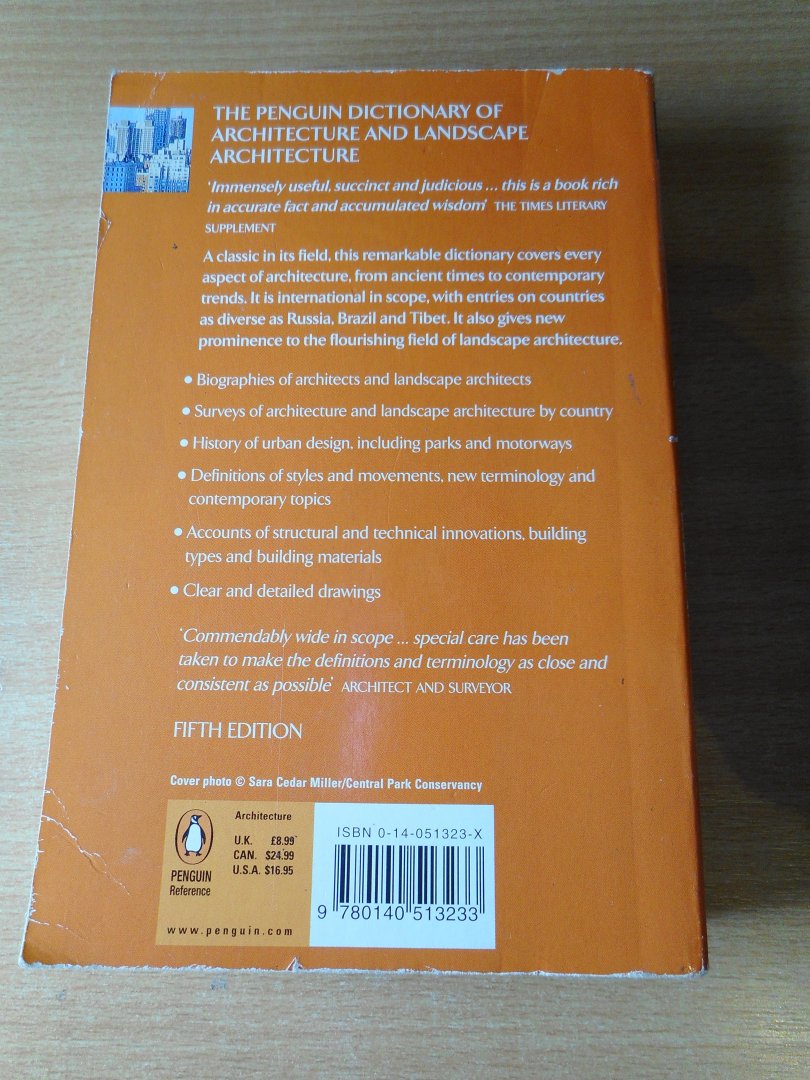 THE PENGUIN DICTIONARY OF
ARCHITECTURE AND LANDSCAPE
ARCHITECTURE
'Immensely useful, succinct and judicious ... this is a book rich
in accurate fact and accumulated wisdom' THE TIMES LITERARY
SUPPLEMENT
A classic in its field, this remarkable dictionary covers every
aspect of architecture, from ancient times to contemporary
trends. It is international in scope, with entries on countries
as diverse as Russia, Brazil and Tibet. It also gives new
prominence to the flourishing field of landscape architecture.
• Biographies of architects and landscape architects
• Surveys of architecture and landscape architecture by country
• History of urban design, including parks and motorways
• Definitions of styles and movements, new terminology and
contemporary topics
• Accounts of structural and technical innovations, building
types and building materials
• Clear and detailed drawings
'Commendably wide in scope ... special care has been
taken to make the definitions and terminology as close and
consistent as possible' ARCHITECT AND SURVEYOR
FIFTH EDITION
Cover photo © Sara Cedar Miller/Central Park Conservancy
PENGUIN
Reference
Architecture
U.K. £8.99
CAN. $24.99
U.S.A. $16.95
www.penguin.com
ISBN 0-14-051323-X
9 780140 513233